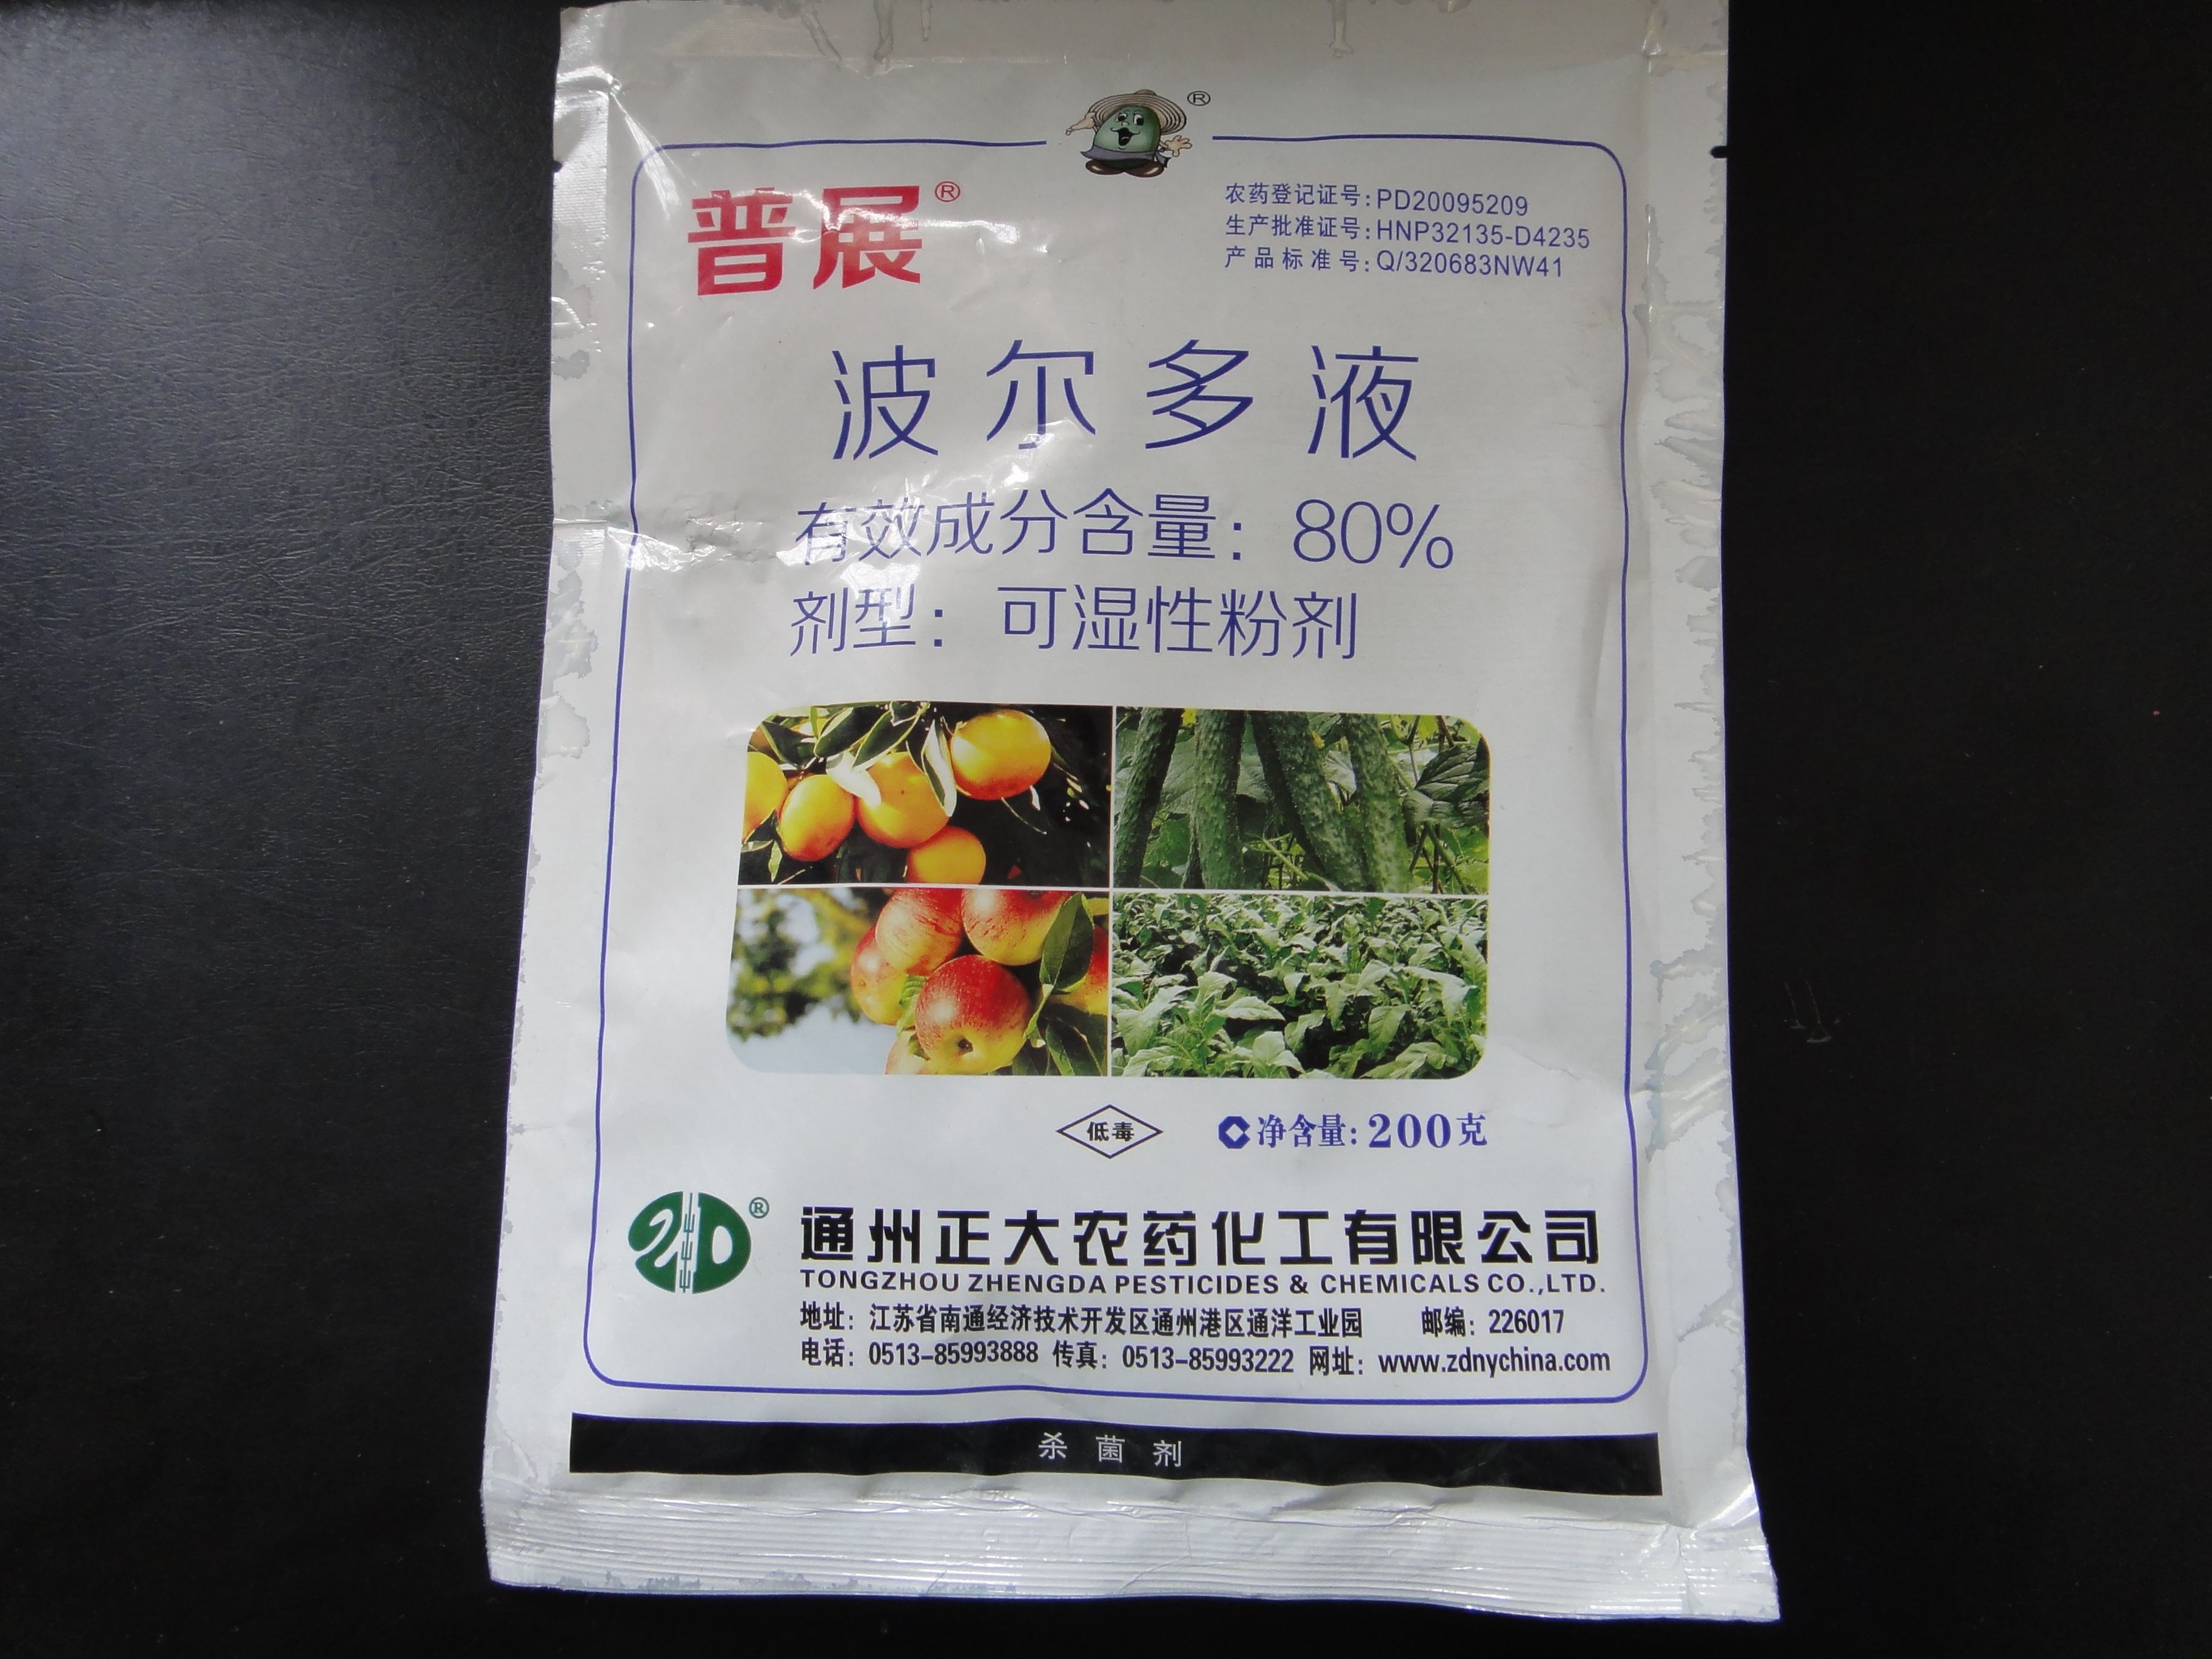 ®
普展®
农药登记证号:PD20095209
生产批准证号:HNP32135-D4235
产品标准号:Q/320683NW41
波尔多液
有效成分含量:80%
剂型:可湿性粉剂
低毒
净含量:200克
®
通州正大农药化工有限公司
TONGZHOU ZHENGDA PESTICIDES & CHEMICALS CO.,LTD.
地址:江苏省南通经济技术开发区通州港区通洋工业园 邮编:226017
电话:0513-85993888 传真:0513-85993222 网址:www.zdnychina.com
杀菌剂